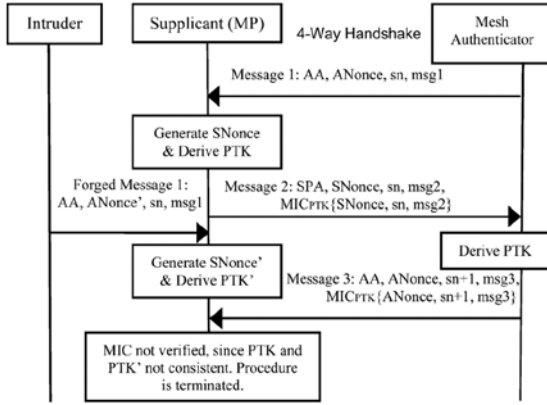 Intruder
Supplicant (MP)
4-Way Handshake
Mesh
Authenticator
Message 1: AA, ANonce, sn, msg1
Generate SNonce
& Derive PTK
Forged Message 1:
AA, ANonce', sn, msg1
Message 2: SPA, SNonce, sn, msg2,
MICPTK{SNonce, sn, msg2}
Derive PTK
Generate SNonce'
& Derive PTK'
Message 3: AA, ANonce, sn+1, msg3,
MICPTK{ANonce, sn+1, msg3}
MIC not verified, since PTK and
PTK' not consistent. Procedure
is terminated.